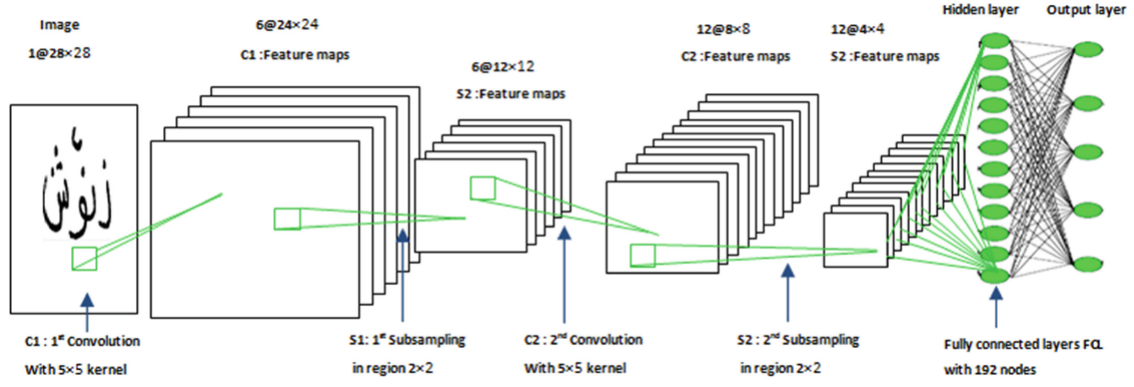 Image
1@28×28
6@24×24
C1 :Feature maps
6@12×12
S2 :Feature maps
12@8×8
C2 :Feature maps
12@4×4
S2 :Feature maps
Hidden layer
Output layer
زنوش
C1 : 1st Convolution
With 5×5 kernel
S1: 1st Subsampling
in region 2×2
C2 : 2nd Convolution
With 5×5 kernel
S2 : 2nd Subsampling
in region 2×2
Fully connected layers FCL
with 192 nodes